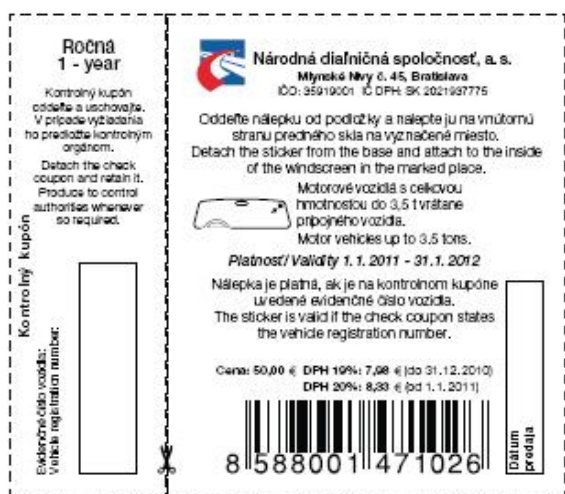 Ročná
1 - year
Kontrolný kupón
oddeľte a uschovajte.
V prípade vyžiadania
ho predložte kontrolným
orgánom.
Detach the check
coupon and retain it.
Produce to control
authorities whenever
so required.
Kontrolný kupón
Evidenčné číslo vozidla:
Vehicle registration number:
Národná diaľničná spoločnosť, a. s.
Mlynské Nivy č. 45, Bratislava
IČO: 35919001 IČ DPH: SK 2021937775
Oddeľte nálepku od podložky a nalepte ju na vnútornú
stranu predného skla na vyznačené miesto.
Detach the sticker from the base and attach to the inside
of the windscreen in the marked place.
Motorové vozidlá s celkovou
hmotnosťou do 3,5 t vrátane
prípojného vozidla.
Motor vehicles up to 3,5 tons.
Platnosť/ Validity 1. 1. 2011 - 31.1. 2012
Nálepka je platná, ak je na kontrolnom kupóne
uvedené evidenčné číslo vozidla.
The sticker is valid if the check coupon states
the vehicle registration number.
Cena: 50,00 € DPH 19%: 7,98 € (do 31.12.2010)
DPH 20%: 8,33 € (od 1.1.2011)
8 588001 471026
Dátum
predaja